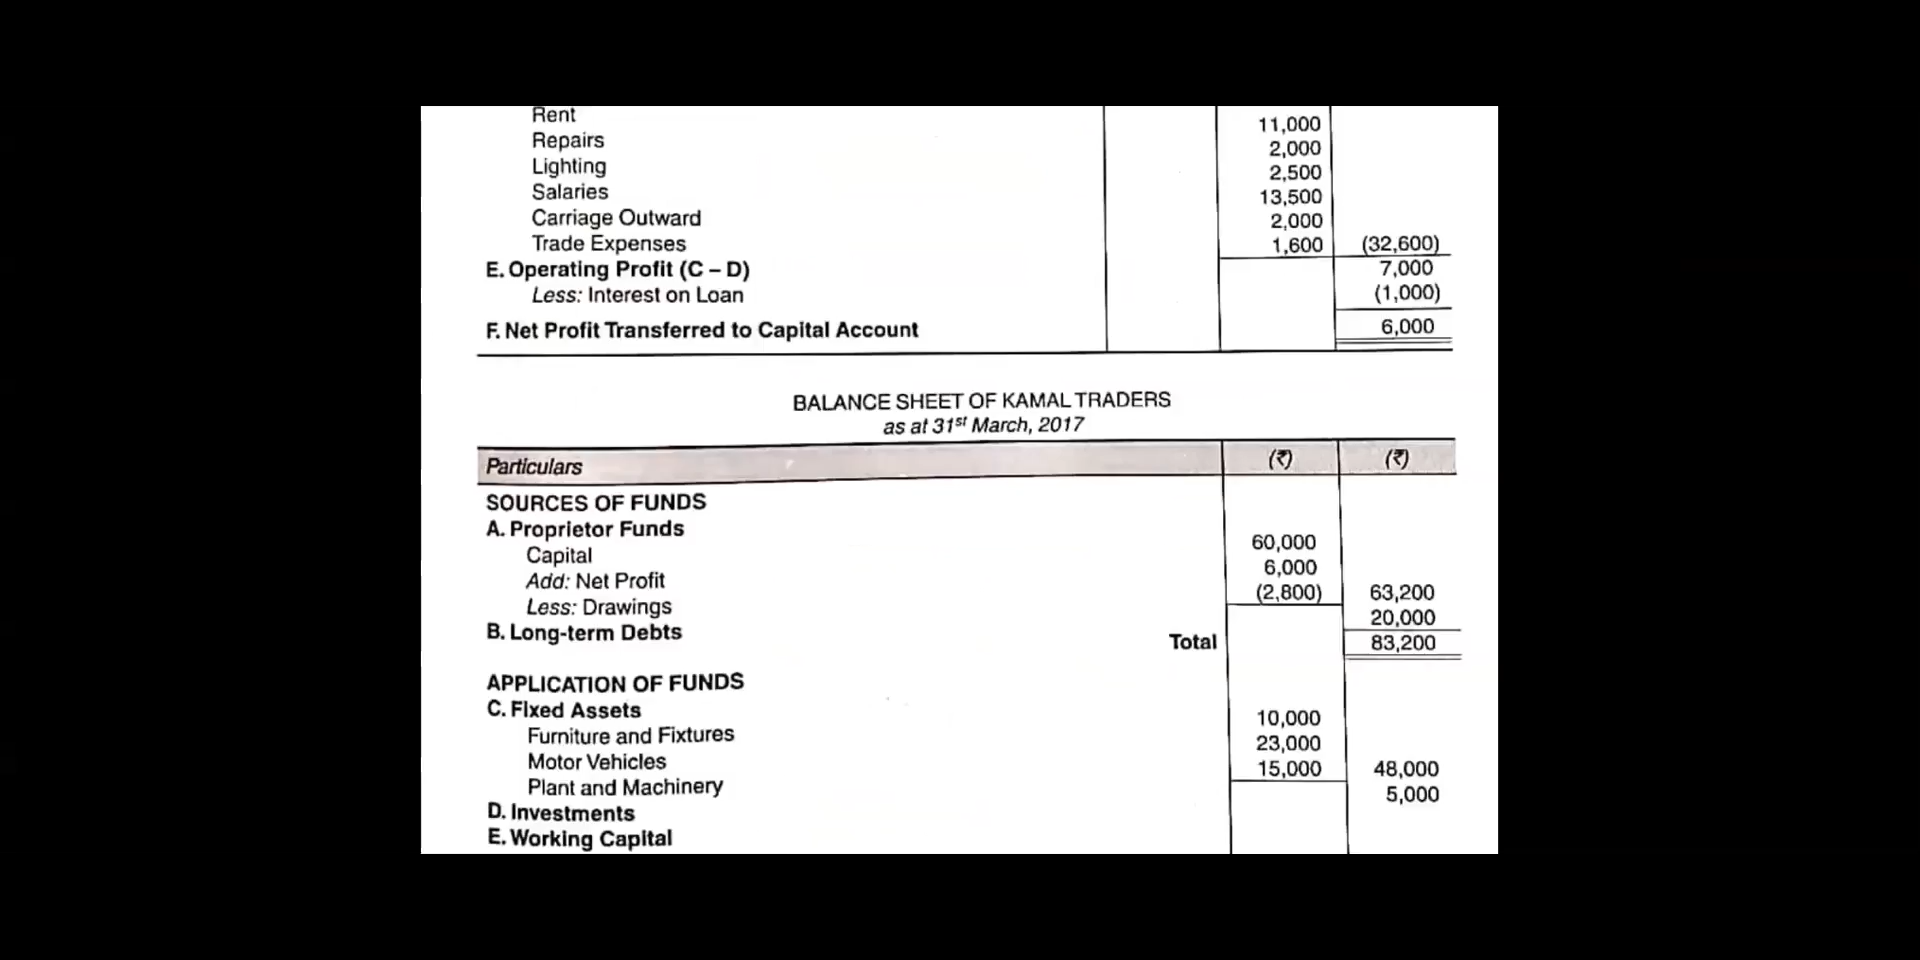 Rent 11,000
Repairs 2,000
Lighting 2,500
Salaries 13,500
Carriage Outward 2,000
Trade Expenses 1,600 (32,600)
E. Operating Profit (C – D) 7,000
Less: Interest on Loan (1,000)
F. Net Profit Transferred to Capital Account 6,000
BALANCE SHEET OF KAMAL TRADERS
as at 31st March, 2017
Particulars (₹) (₹)
SOURCES OF FUNDS
A. Proprietor Funds
Capital 60,000
Add: Net Profit 6,000
Less: Drawings (2,800) 63,200
B. Long-term Debts 20,000
Total 83,200
APPLICATION OF FUNDS
C. Fixed Assets
Furniture and Fixtures 10,000
Motor Vehicles 23,000
Plant and Machinery 15,000 48,000
D. Investments 5,000
E. Working Capital